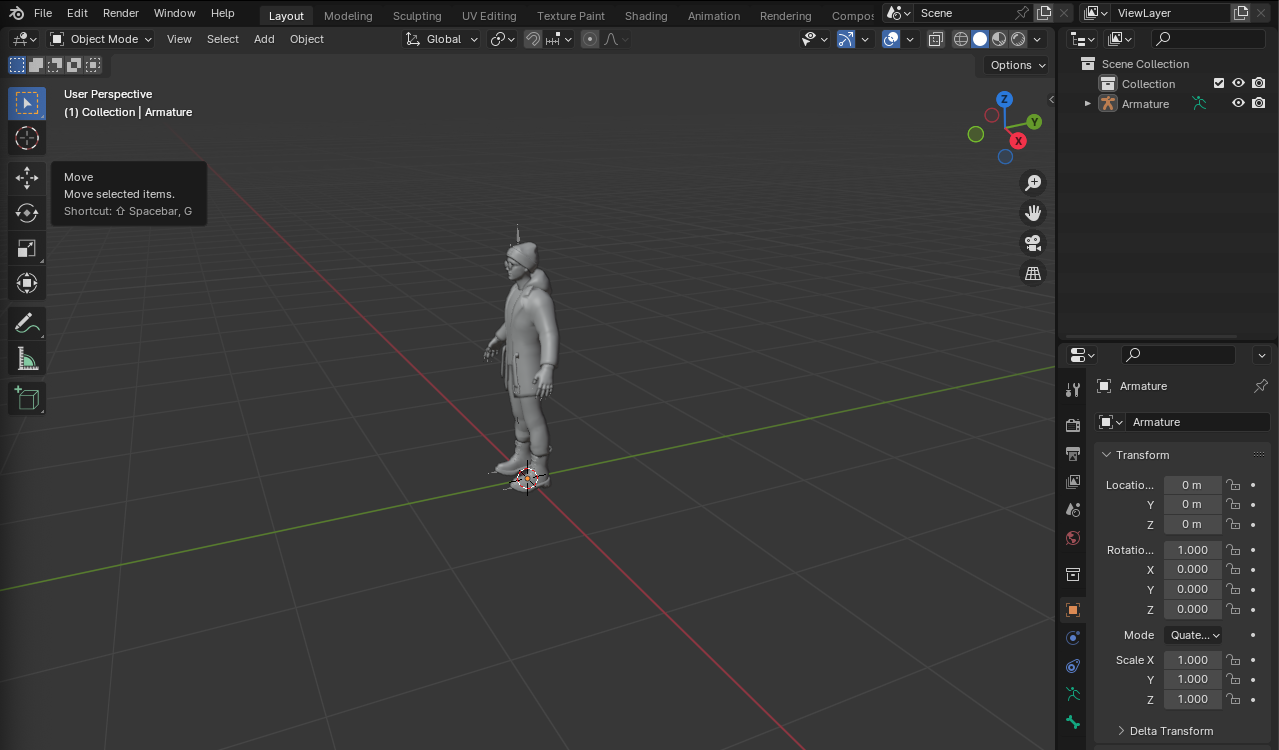 File Edit Render Window Help Layout Modeling Sculpting UV Editing Texture Paint Shading Animation Rendering Compos Scene ViewLayer
Object Mode View Select Add Object Global
Options
User Perspective
(1) Collection | Armature
Move
Move selected items.
Shortcut: ⇧ Spacebar, G
Z
Y
X
Scene Collection
Collection
Armature
Armature
Armature
Transform
Locatio... 0 m
Y 0 m
Z 0 m
Rotatio... 1.000
X 0.000
Y 0.000
Z 0.000
Mode Quate...
Scale X 1.000
Y 1.000
Z 1.000
Delta Transform